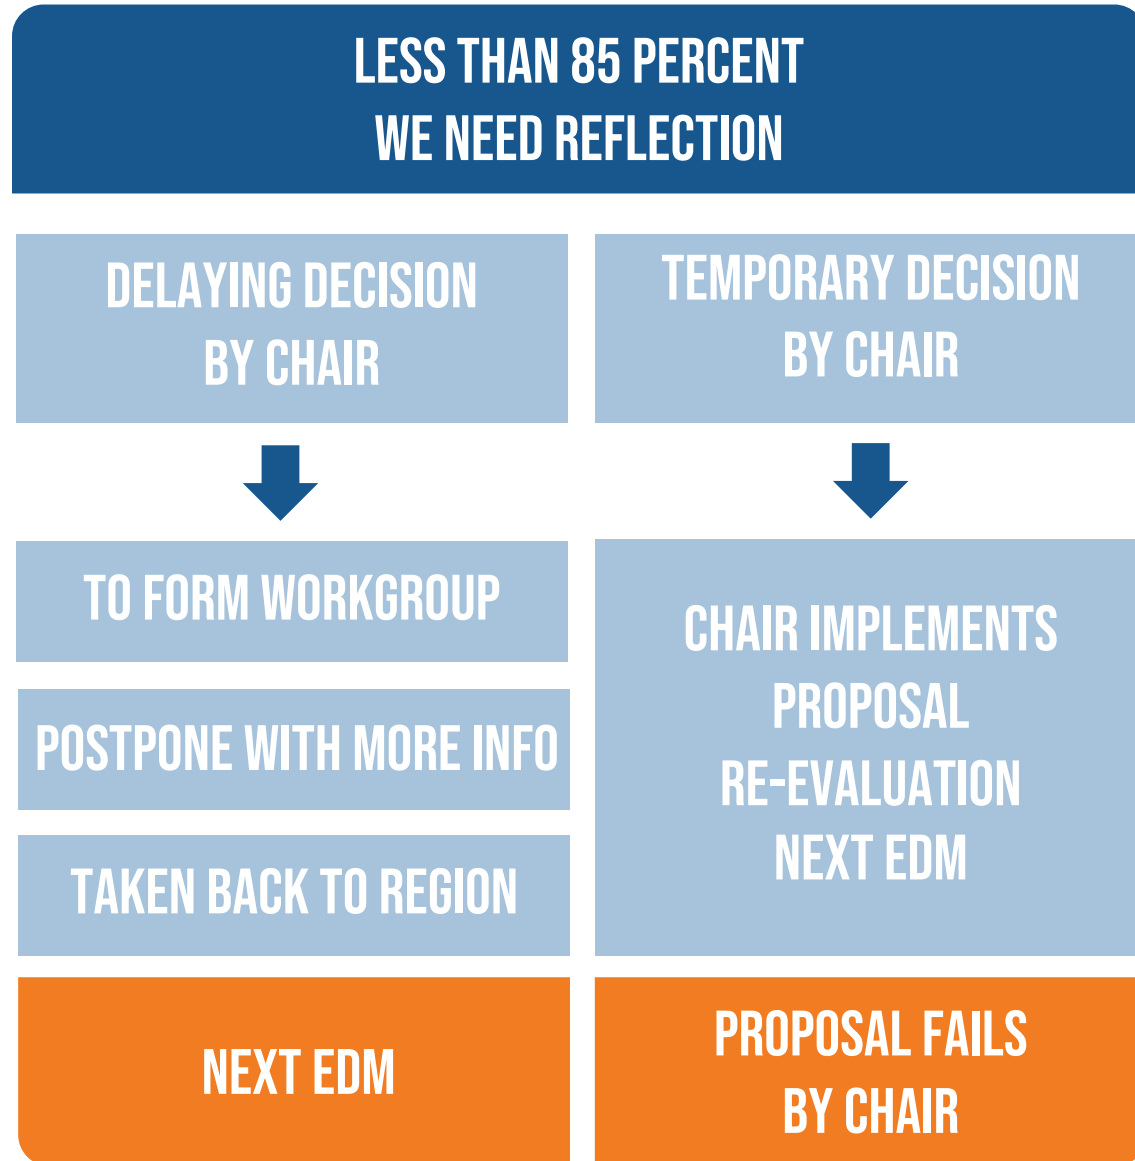 LESS THAN 85 PERCENT
WE NEED REFLECTION
DELAYING DECISION
BY CHAIR
TO FORM WORKGROUP
POSTPONE WITH MORE INFO
TAKEN BACK TO REGION
NEXT EDM
TEMPORARY DECISION
BY CHAIR
CHAIR IMPLEMENTS
PROPOSAL
RE-EVALUATION
NEXT EDM
PROPOSAL FAILS
BY CHAIR